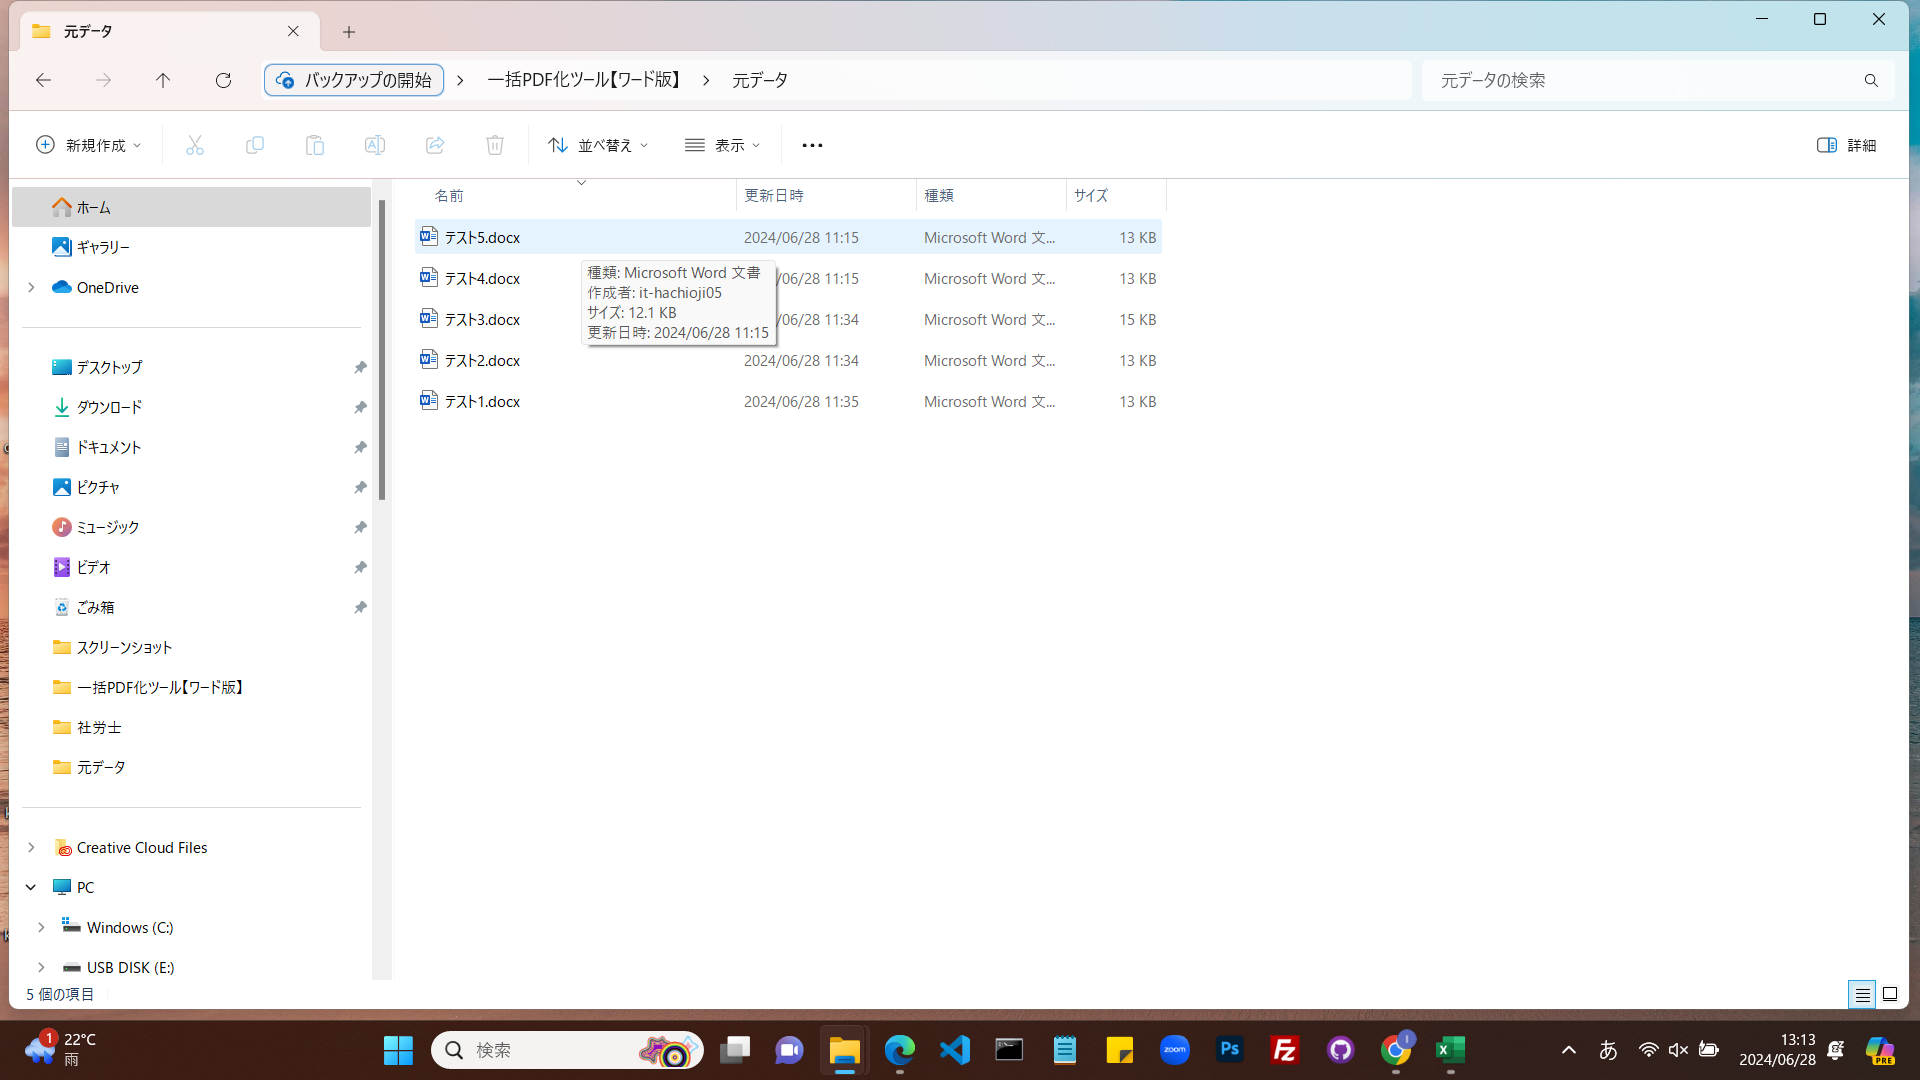 元データ
バックアップの開始 > 一括PDF化ツール【ワード版】 > 元データ
元データの検索
新規作成
並べ替え
表示
詳細
名前 更新日時 種類 サイズ
テスト5.docx 2024/06/28 11:15 Microsoft Word 文... 13 KB
テスト4.docx /06/28 11:15 Microsoft Word 文... 13 KB
テスト3.docx /06/28 11:34 Microsoft Word 文... 15 KB
テスト2.docx 2024/06/28 11:34 Microsoft Word 文... 13 KB
テスト1.docx 2024/06/28 11:35 Microsoft Word 文... 13 KB
種類: Microsoft Word 文書
作成者: it-hachioji05
サイズ: 12.1 KB
更新日時: 2024/06/28 11:15
ホーム
ギャラリー
OneDrive
デスクトップ
ダウンロード
ドキュメント
ピクチャ
ミュージック
ビデオ
ごみ箱
スクリーンショット
一括PDF化ツール【ワード版】
社労士
元データ
Creative Cloud Files
PC
Windows (C:)
USB DISK (E:)
5 個の項目
1
22°C
雨
検索
zoom
Ps
Fz
I
X
あ
13:13
2024/06/28
PRE